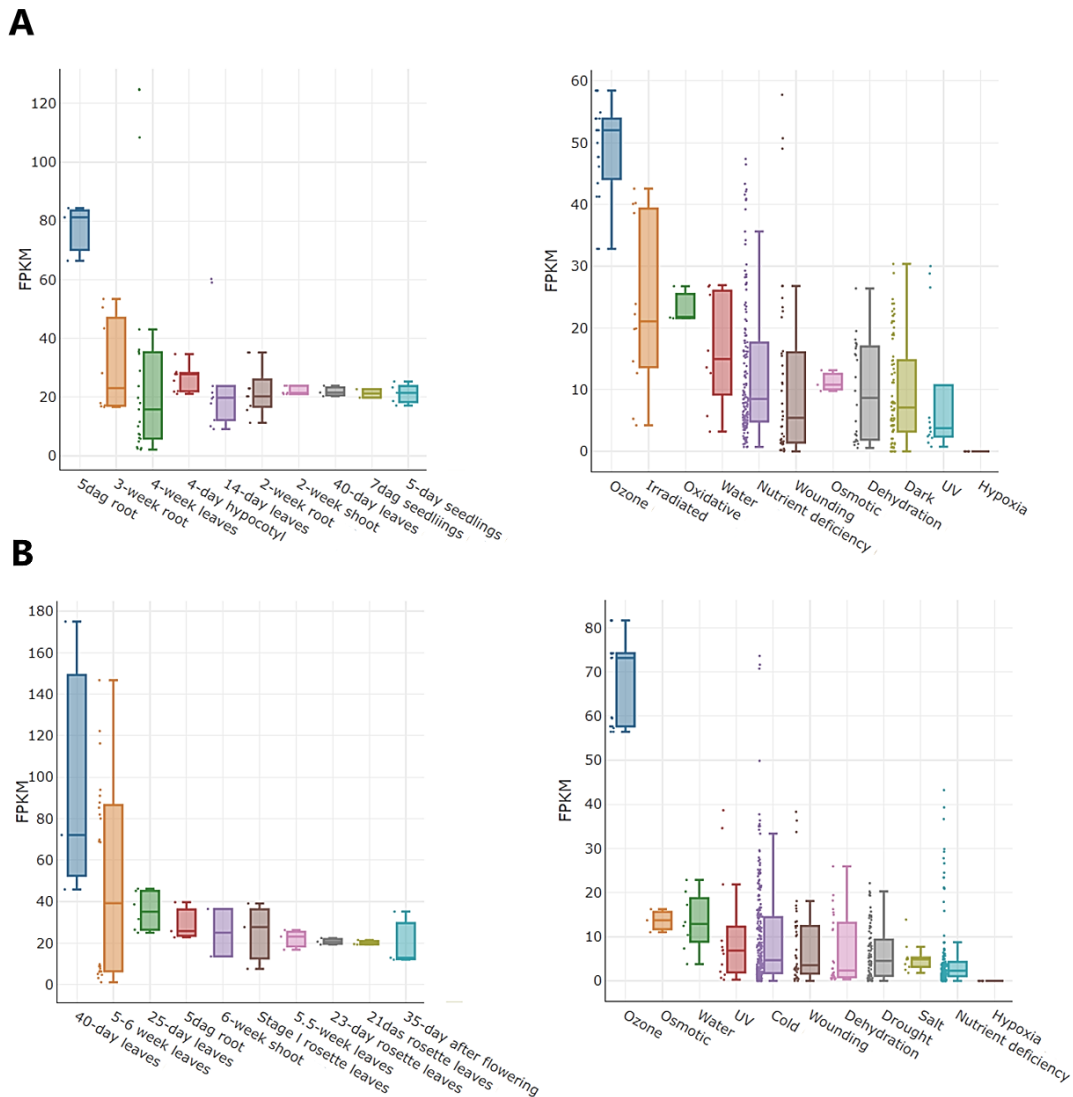 A
120
100
80
60
40
20
0
FPKM
5dag root
3-week root
4-week leaves
4-day hypocotyl
14-day leaves
2-week root
2-week shoot
40-day leaves
7dag seedliings
5-day seedlings
60
50
40
30
20
10
0
FPKM
Ozone
Irradiated
Oxidative
Water
Nutrient deficiency
Wounding
Osmotic
Dehydration
Dark
UV
Hypoxia
B
180
160
140
120
100
80
60
40
20
0
FPKM
40-day leaves
5-6 week leaves
25-day leaves
5dag root
6-week shoot
Stage I rosette leaves
5.5-week leaves
23-day rosette leaves
21das rosette leaves
35-day after flowering
80
70
60
50
40
30
20
10
0
FPKM
Ozone
Osmotic
Water
UV
Cold
Wounding
Dehydration
Drought
Salt
Nutrient deficiency
Hypoxia